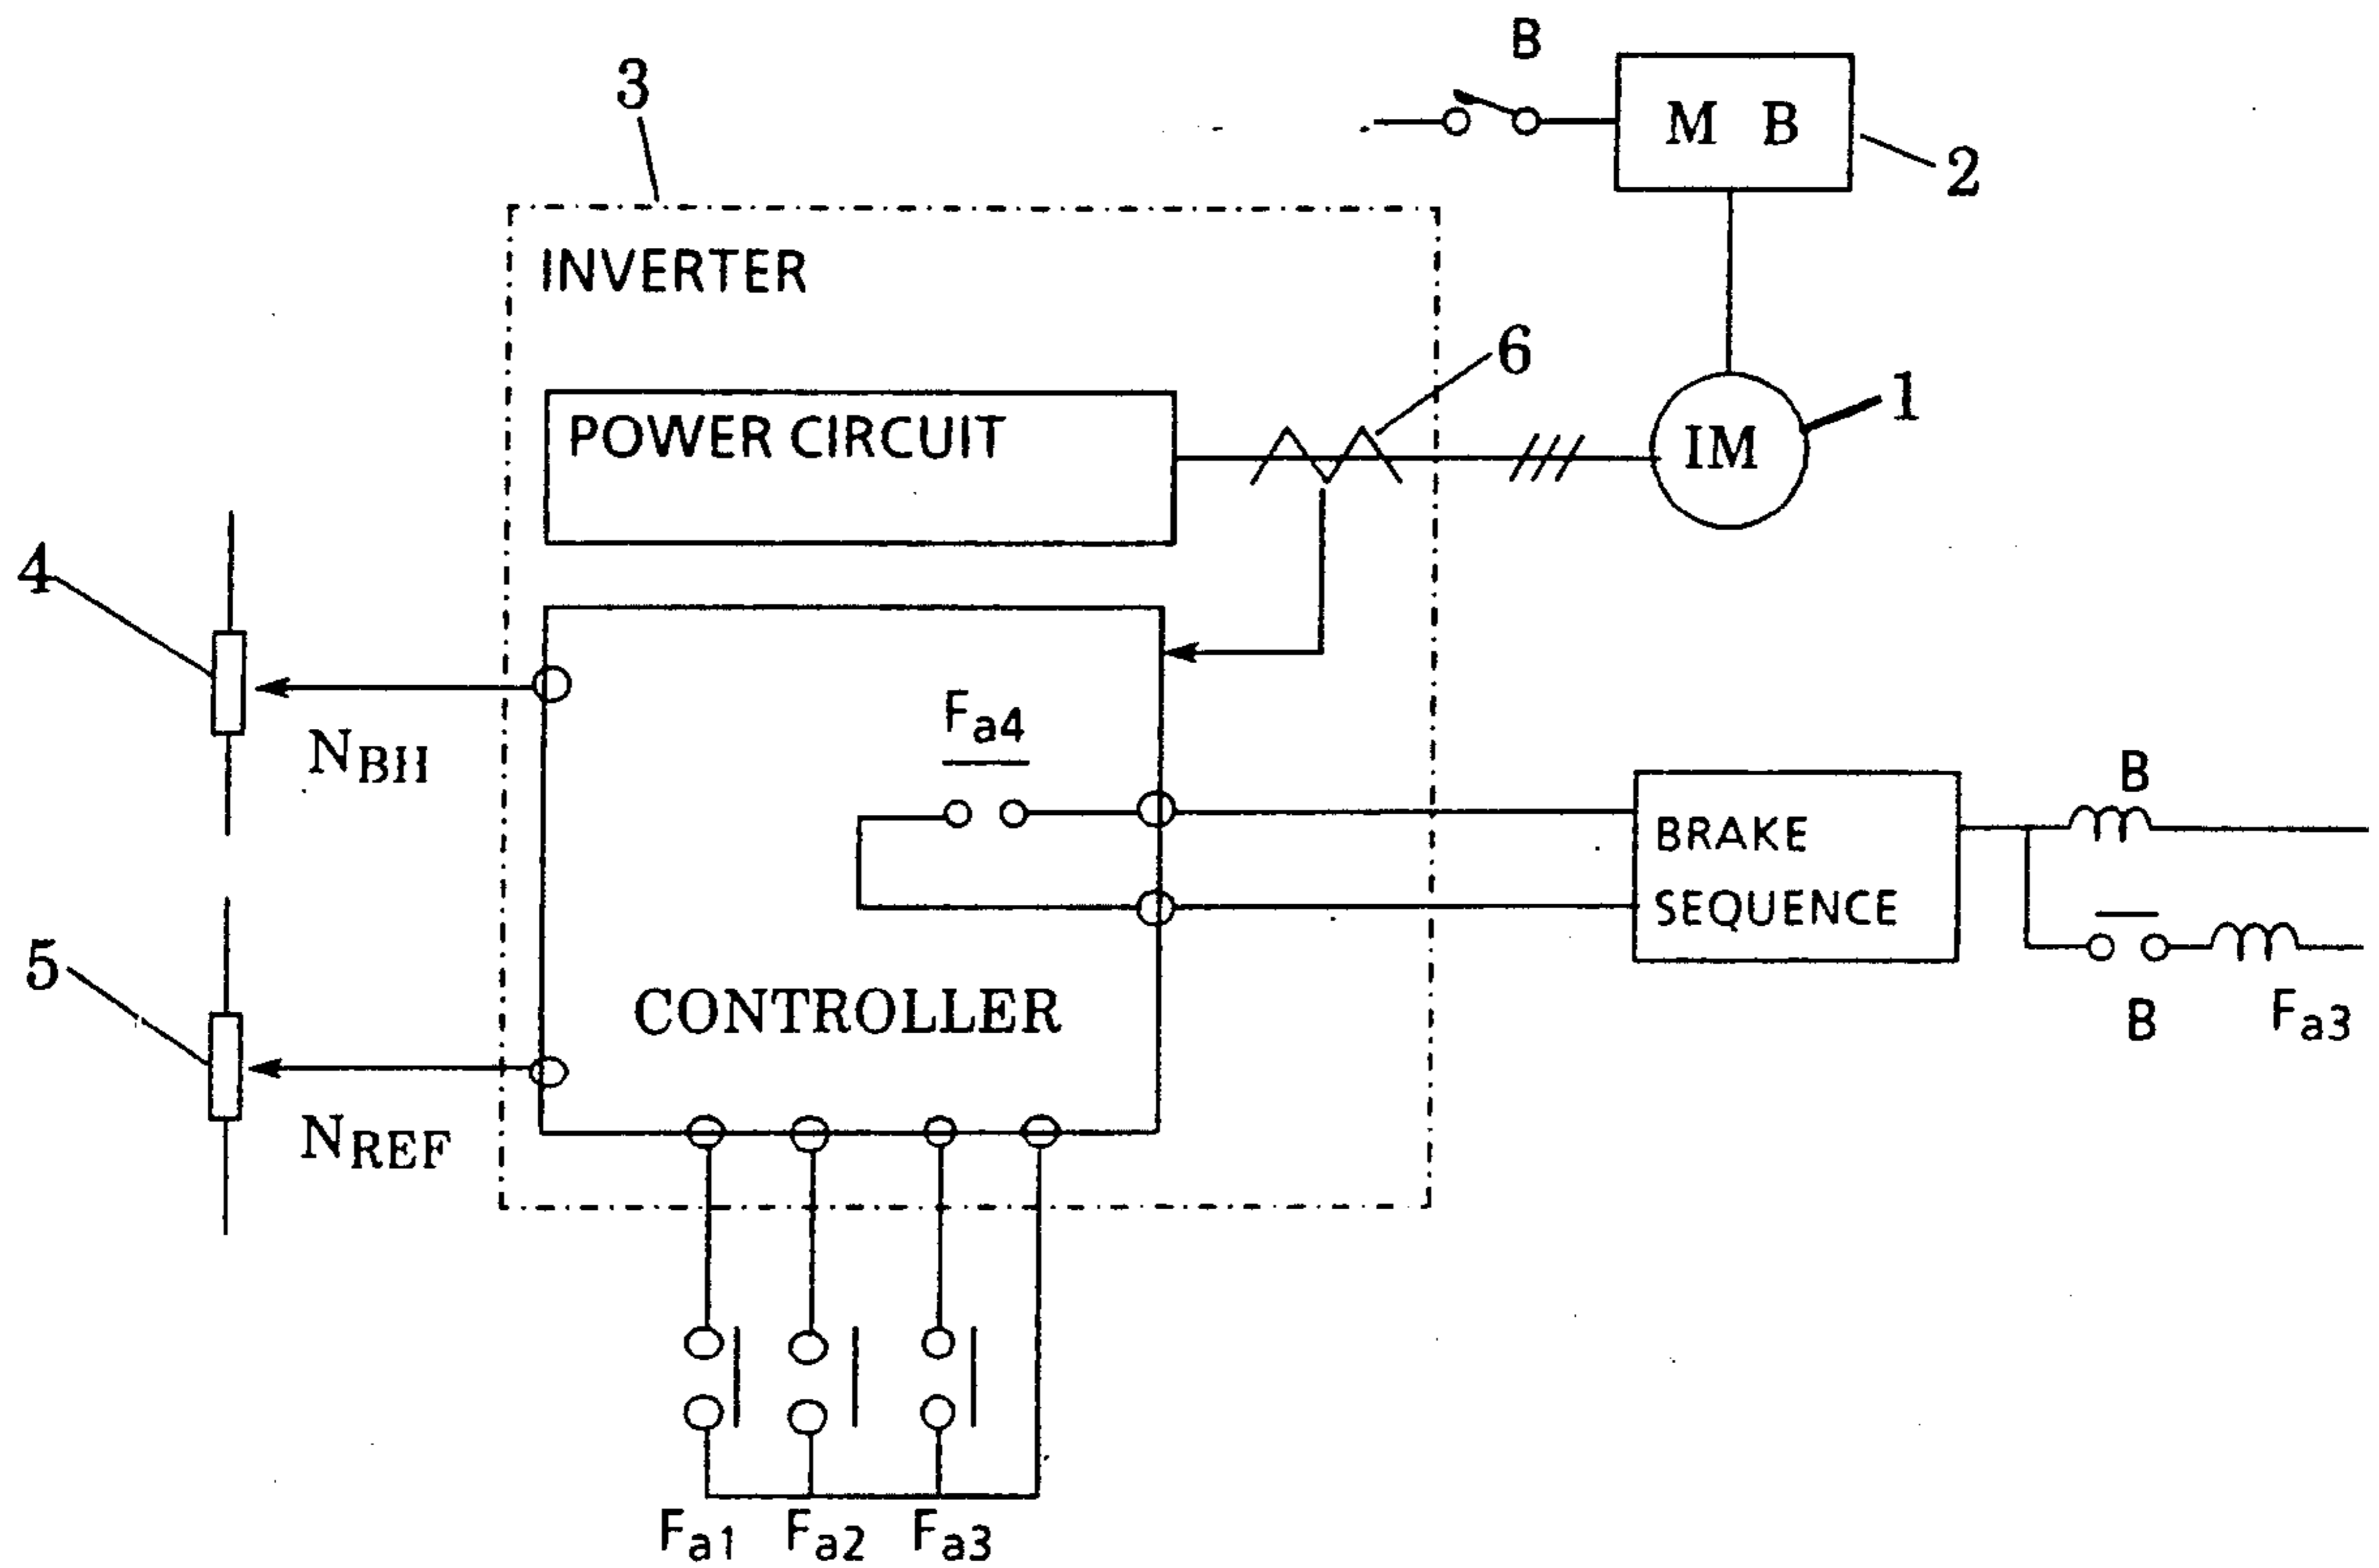 B
3
M B
2
INVERTER
6
1
POWER CIRCUIT
IM
4
Fa4
NBH
B
BRAKE
SEQUENCE
5
CONTROLLER
B
Fa3
NREF
Fa1 Fa2 Fa3